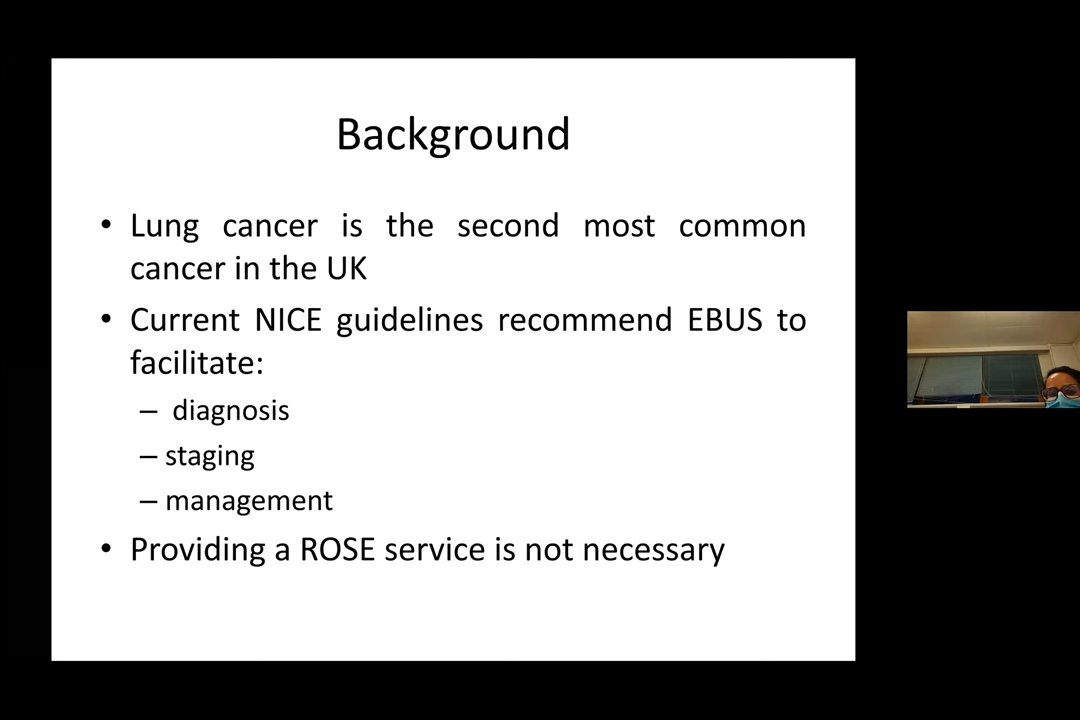 Background
• Lung cancer is the second most common
cancer in the UK
• Current NICE guidelines recommend EBUS to
facilitate:
– diagnosis
– staging
– management
• Providing a ROSE service is not necessary